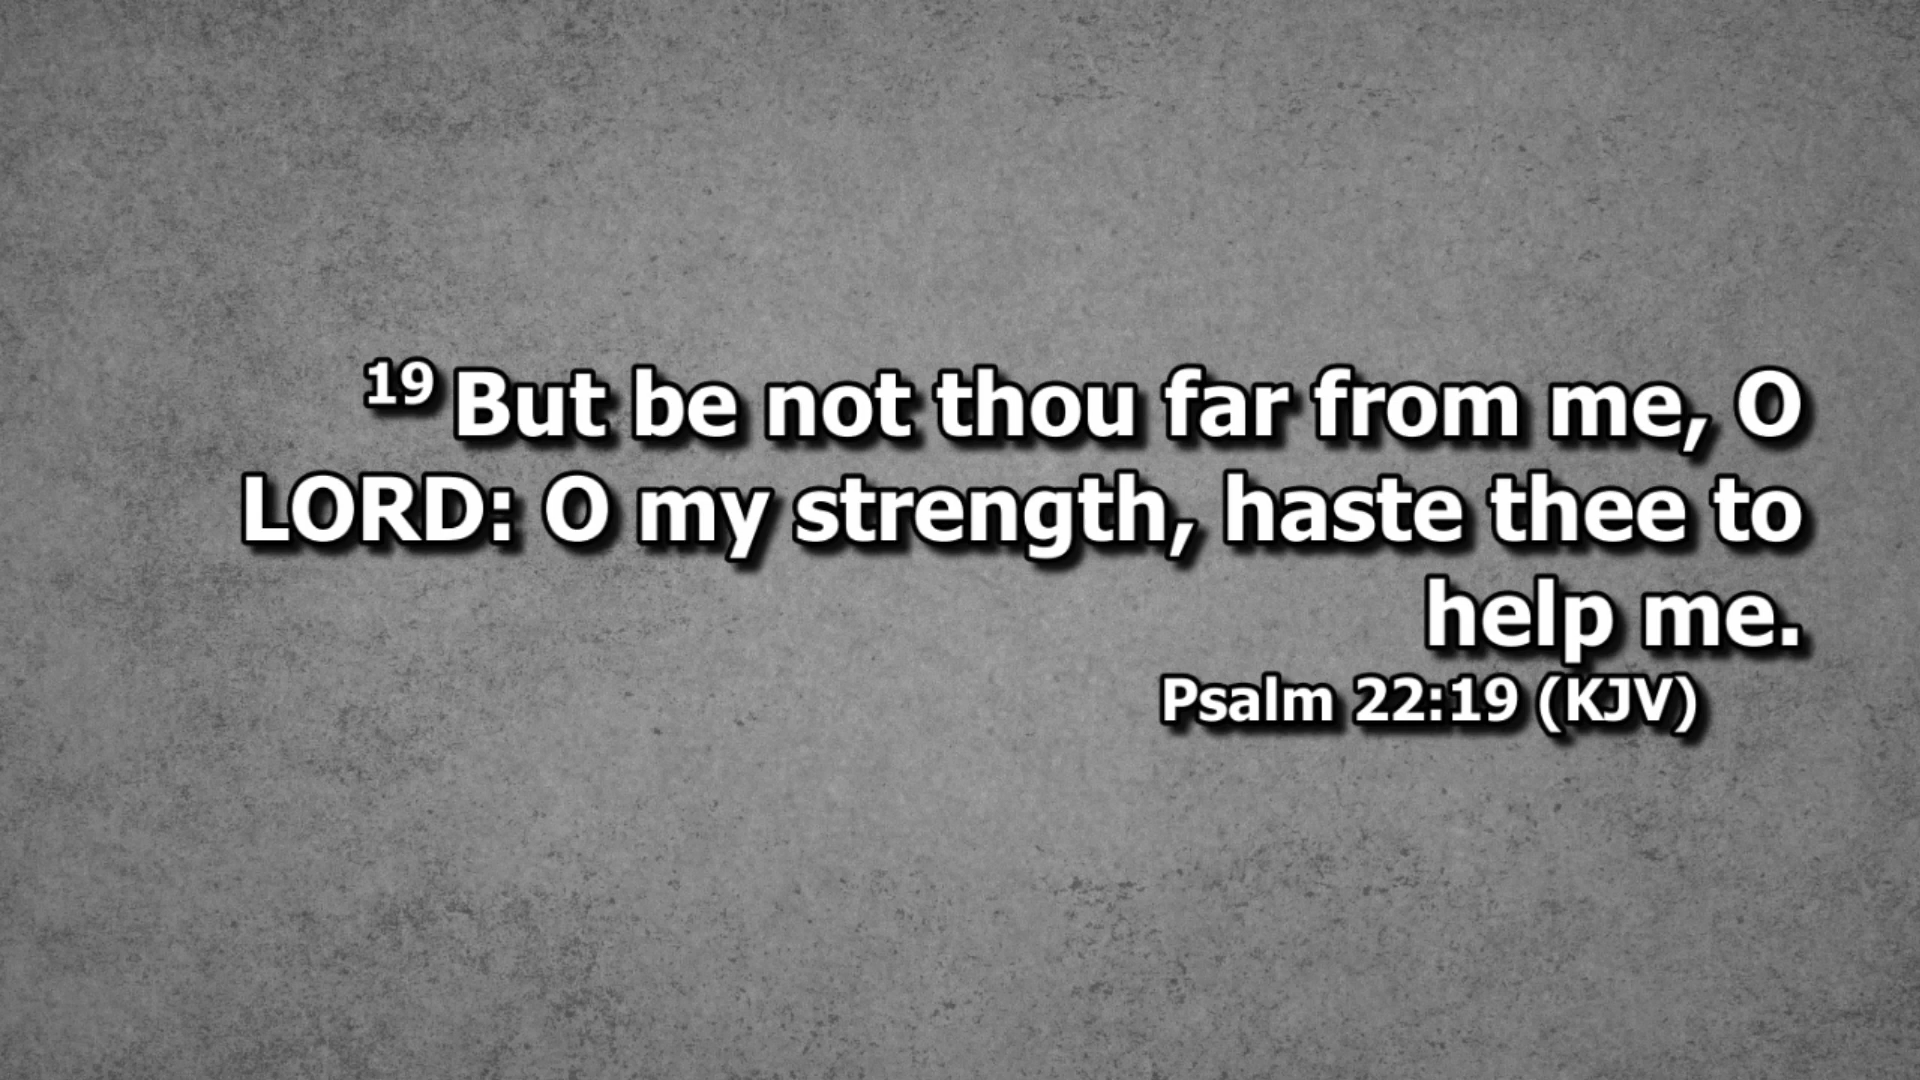 19 But be not thou far from me, O
LORD: O my strength, haste thee to
help me.
Psalm 22:19 (KJV)